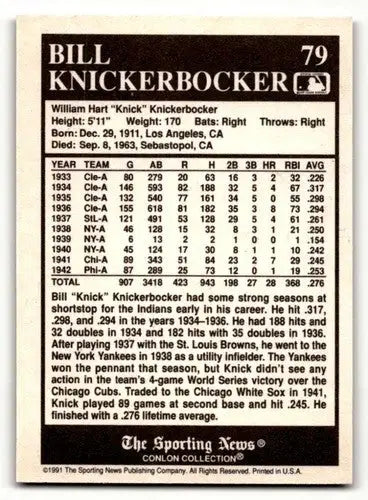 BILL 79
KNICKERBOCKER
William Hart "Knick" Knickerbocker
Height: 5'11" Weight: 170 Bats: Right Throws: Right
Born: Dec. 29, 1911, Los Angeles, CA
Died: Sep. 8, 1963, Sebastopol, CA
YEAR TEAM G AB R H 2B 3B HR RBI AVG
1933 Cle-A 80 279 20 63 16 3 2 32 .226
1934 Cle-A 146 593 82 188 32 5 4 67 .317
1935 Cle-A 132 540 77 161 34 5 0 55 .298
1936 Cle-A 155 618 81 182 35 3 8 73 .294
1937 StL-A 121 491 53 128 29 5 4 61 .261
1938 NY-A 46 128 15 32 8 3 1 21 .250
1939 NY-A 6 13 2 2 1 0 0 1 .154
1940 NY-A 45 124 17 30 8 1 1 10 .242
1941 Chi-A 89 343 51 84 23 2 7 29 .245
1942 Phi-A 87 289 25 73 12 0 1 19 .253
TOTAL 907 3418 423 943 198 27 28 368 .276
Bill "Knick" Knickerbocker had some strong seasons at
shortstop for the Indians early in his career. He hit .317,
.298, and .294 in the years 1934-1936. He had 188 hits and
32 doubles in 1934 and 182 hits with 35 doubles in 1936.
After playing 1937 with the St. Louis Browns, he went to the
New York Yankees in 1938 as a utility infielder. The Yankees
won the pennant that season, but Knick didn't see any
action in the team's 4-game World Series victory over the
Chicago Cubs. Traded to the Chicago White Sox in 1941,
Knick played 89 games at second base and hit .245. He
finished with a .276 lifetime average.
The Sporting News®
CONLON COLLECTION™
©1991 The Sporting News Publishing Company. All Rights Reserved. Printed in U.S.A.